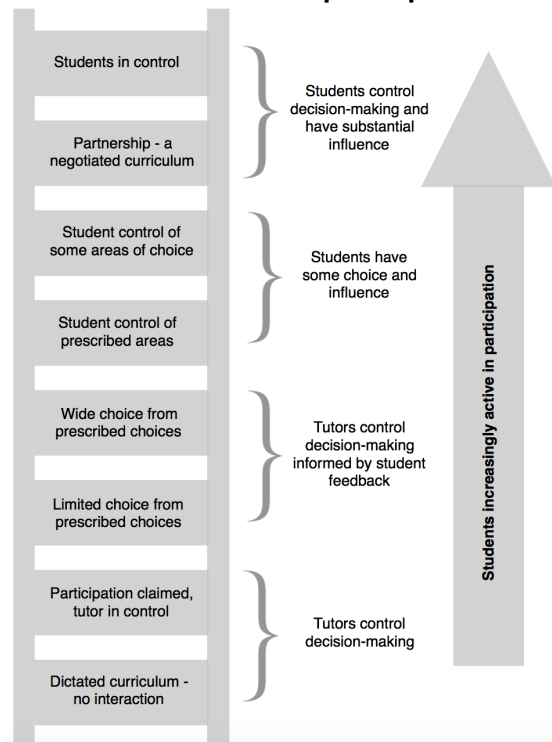 Students in control
Partnership - a
negotiated curriculum
Students control
decision-making and
have substantial
influence
Student control of
some areas of choice
Student control of
prescribed areas
Students have
some choice and
influence
Wide choice from
prescribed choices
Limited choice from
prescribed choices
Tutors control
decision-making
informed by student
feedback
Participation claimed,
tutor in control
Dictated curriculum -
no interaction
Tutors control
decision-making
Students increasingly active in participation